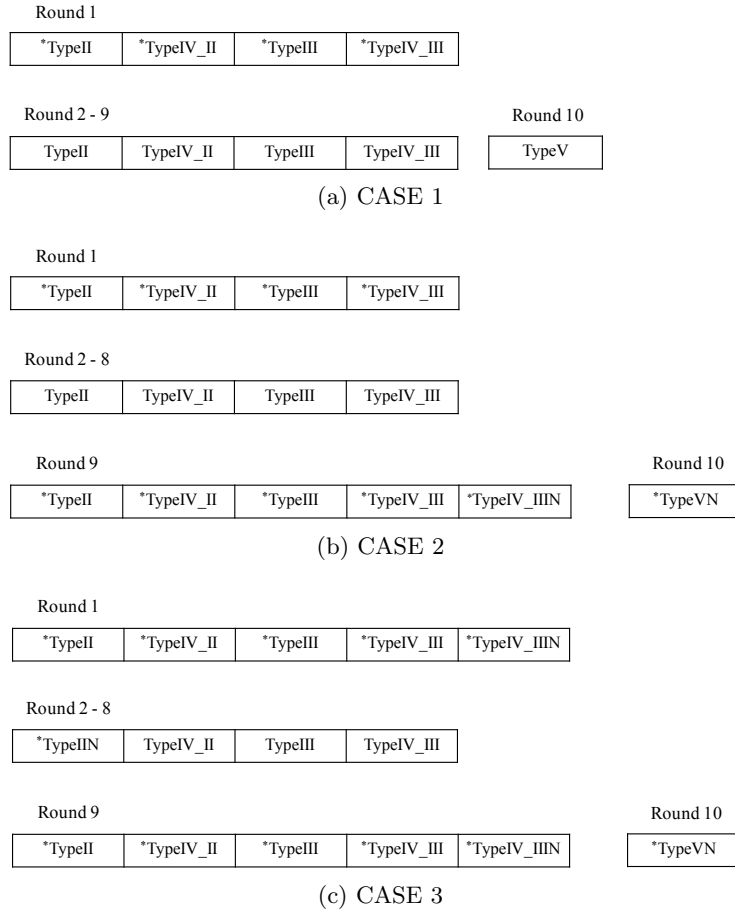 Round 1
*TypeII *TypeIV_II *TypeIII *TypeIV_III
Round 2 - 9 Round 10
TypeII TypeIV_II TypeIII TypeIV_III TypeV
(a) CASE 1
Round 1
*TypeII *TypeIV_II *TypeIII *TypeIV_III
Round 2 - 8
TypeII TypeIV_II TypeIII TypeIV_III
Round 9 Round 10
*TypeII *TypeIV_II *TypeIII *TypeIV_III *TypeIV_IIIN *TypeVN
(b) CASE 2
Round 1
*TypeII *TypeIV_II *TypeIII *TypeIV_III *TypeIV_IIIN
Round 2 - 8
*TypeIIN TypeIV_II TypeIII TypeIV_III
Round 9 Round 10
*TypeII *TypeIV_II *TypeIII *TypeIV_III *TypeIV_IIIN *TypeVN
(c) CASE 3